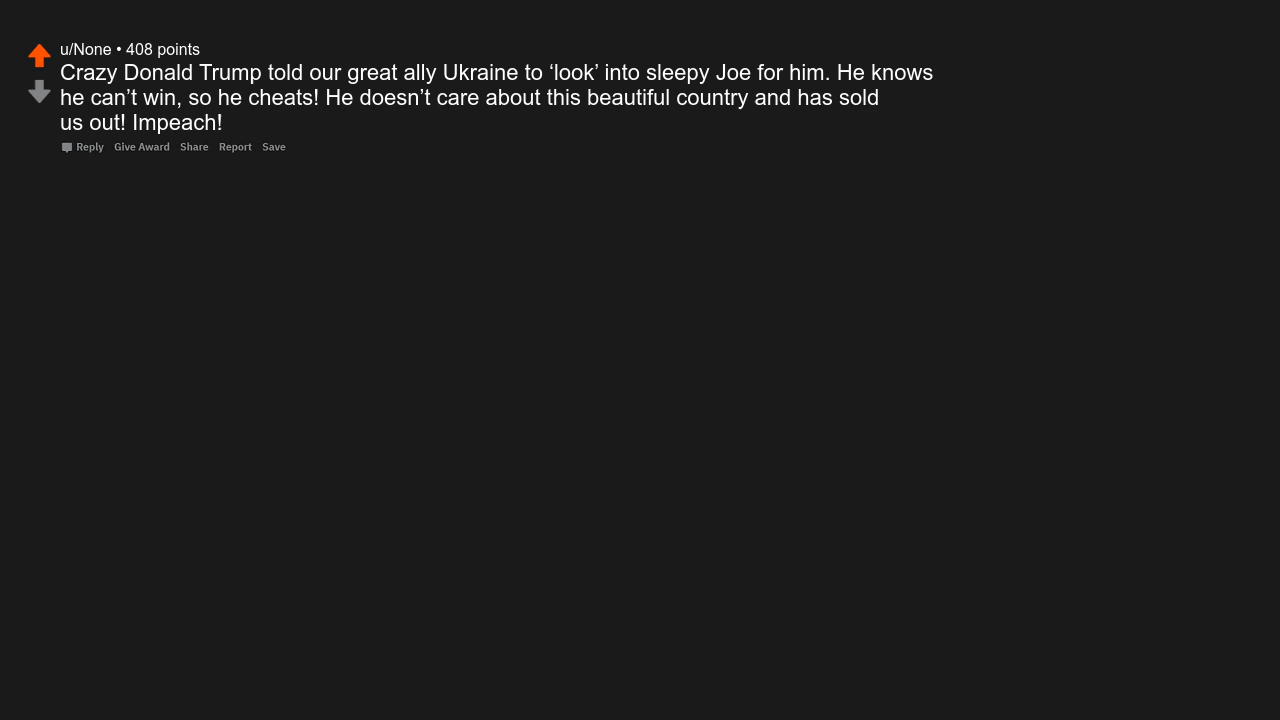 u/None • 408 points
Crazy Donald Trump told our great ally Ukraine to ‘look’ into sleepy Joe for him. He knows
he can’t win, so he cheats! He doesn’t care about this beautiful country and has sold
us out! Impeach!
Reply Give Award Share Report Save